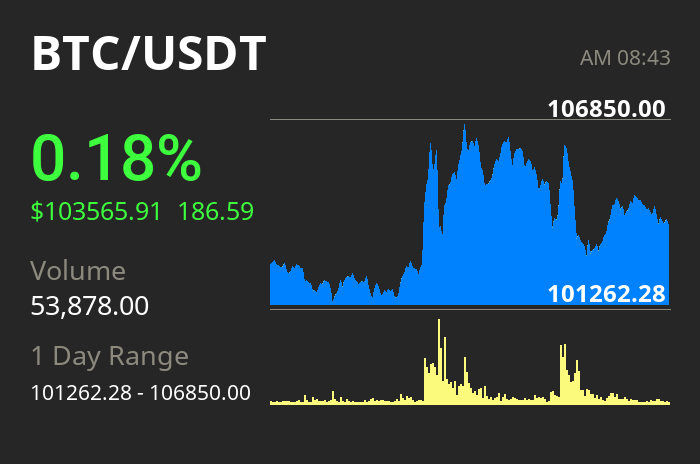 BTC/USDT
AM 08:43
106850.00
0.18%
$103565.91 186.59
Volume
53,878.00
101262.28
1 Day Range
101262.28 - 106850.00